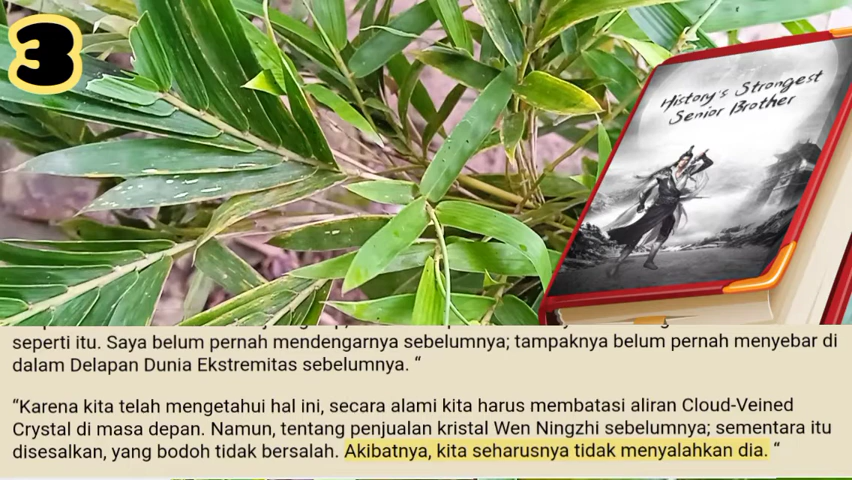 3
History's Strongest
Senior Brother
seperti itu. Saya belum pernah mendengarnya sebelumnya; tampaknya belum pernah menyebar di
dalam Delapan Dunia Ekstremitas sebelumnya. “
“Karena kita telah mengetahui hal ini, secara alami kita harus membatasi aliran Cloud-Veined
Crystal di masa depan. Namun, tentang penjualan kristal Wen Ningzhi sebelumnya; sementara itu
disesalkan, yang bodoh tidak bersalah. Akibatnya, kita seharusnya tidak menyalahkan dia. “